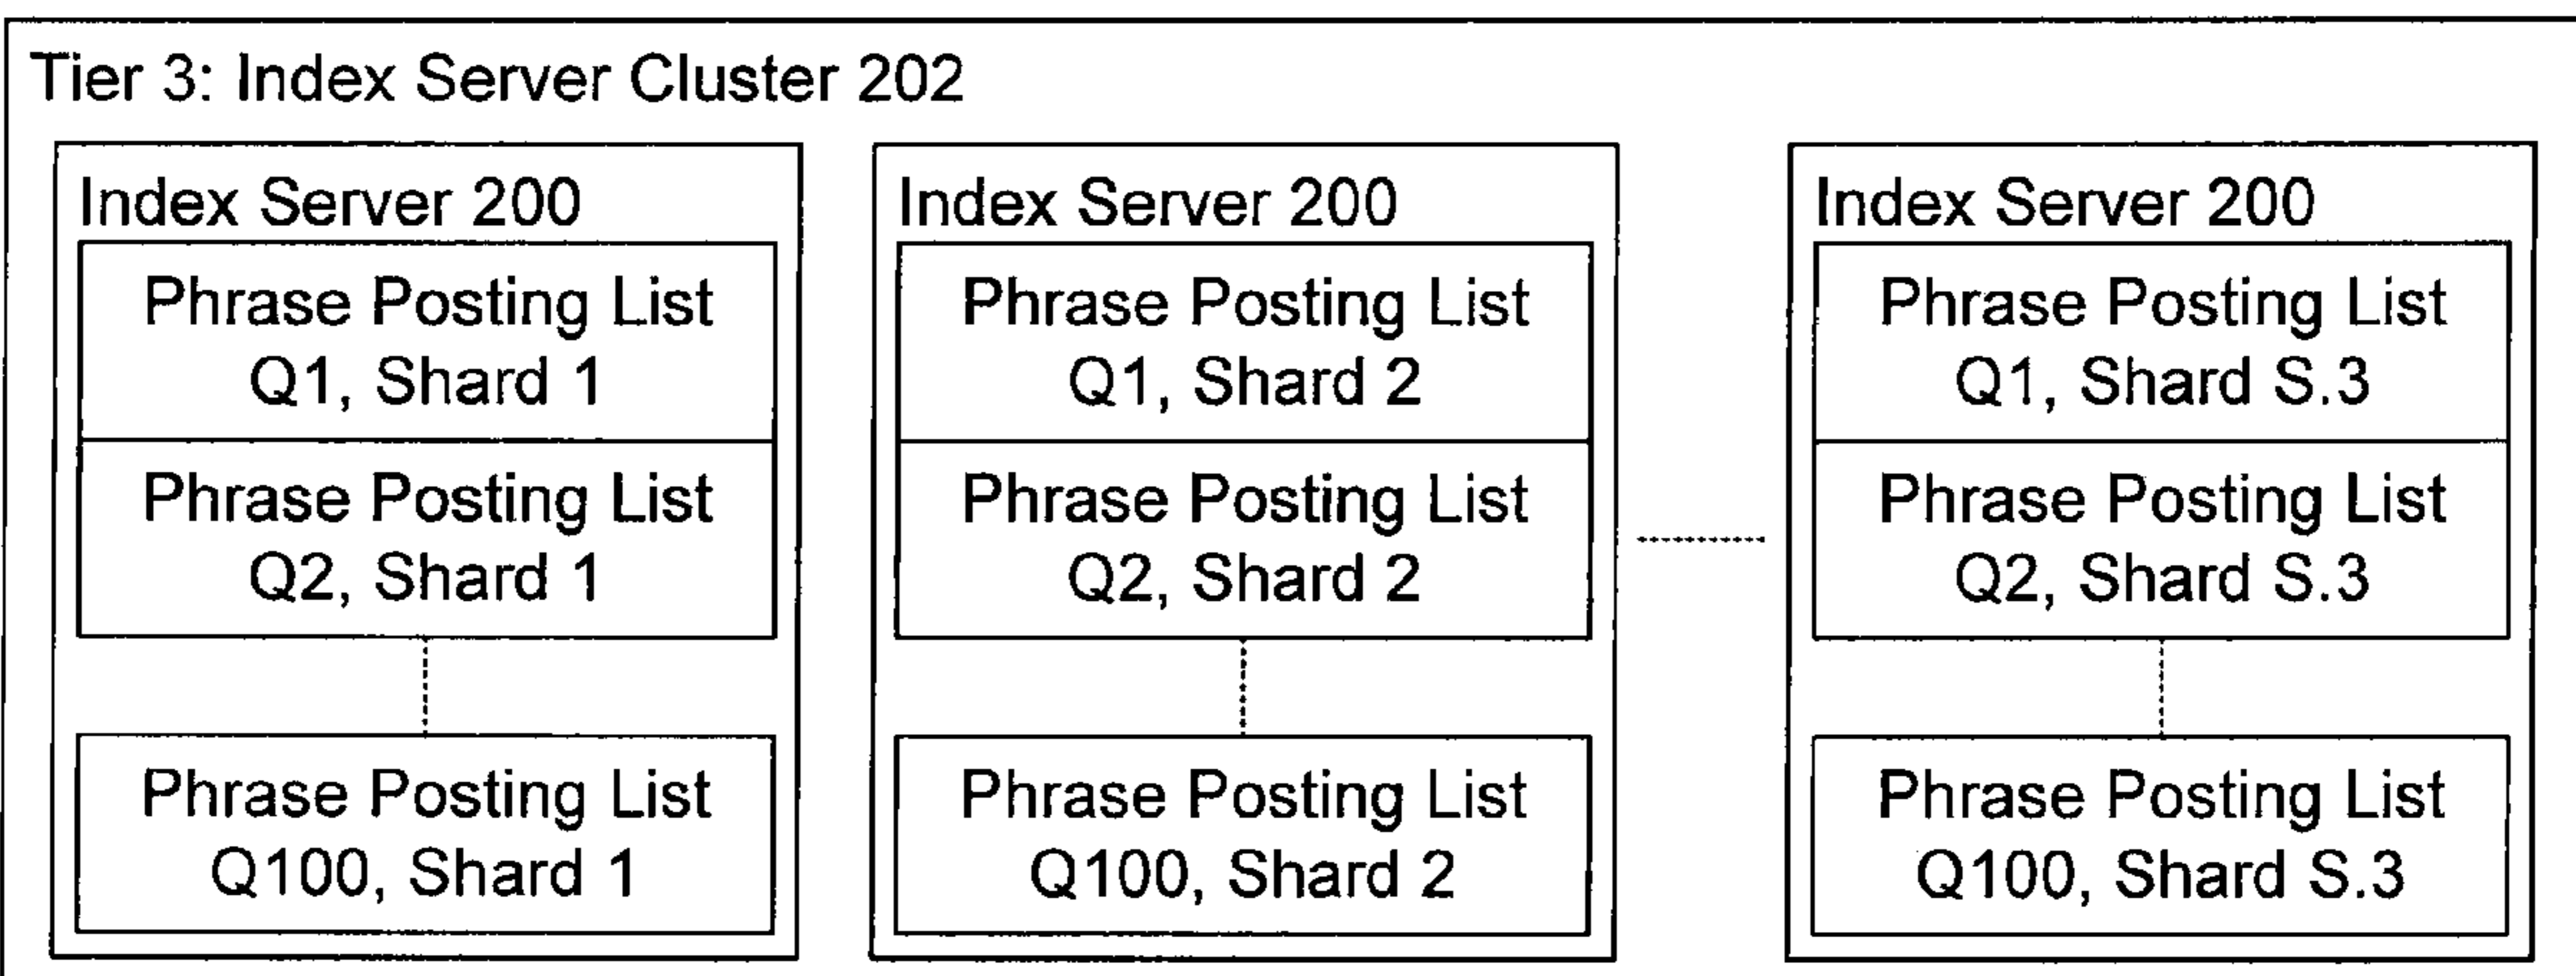 Tier 3: Index Server Cluster 202
Index Server 200
Phrase Posting List
Q1, Shard 1
Phrase Posting List
Q2, Shard 1
Phrase Posting List
Q100, Shard 1
Index Server 200
Phrase Posting List
Q1, Shard 2
Phrase Posting List
Q2, Shard 2
Phrase Posting List
Q100, Shard 2
Index Server 200
Phrase Posting List
Q1, Shard S.3
Phrase Posting List
Q2, Shard S.3
Phrase Posting List
Q100, Shard S.3